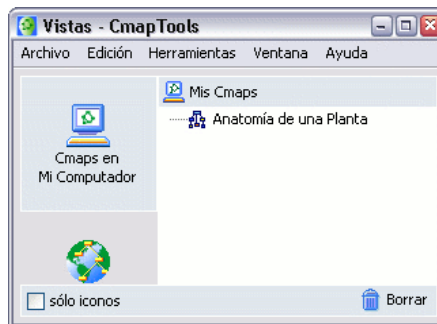 Vistas - CmapTools
Archivo Edición Herramientas Ventana Ayuda
Mis Cmaps
Anatomía de una Planta
Cmaps en
Mi Computador
sólo iconos
Borrar